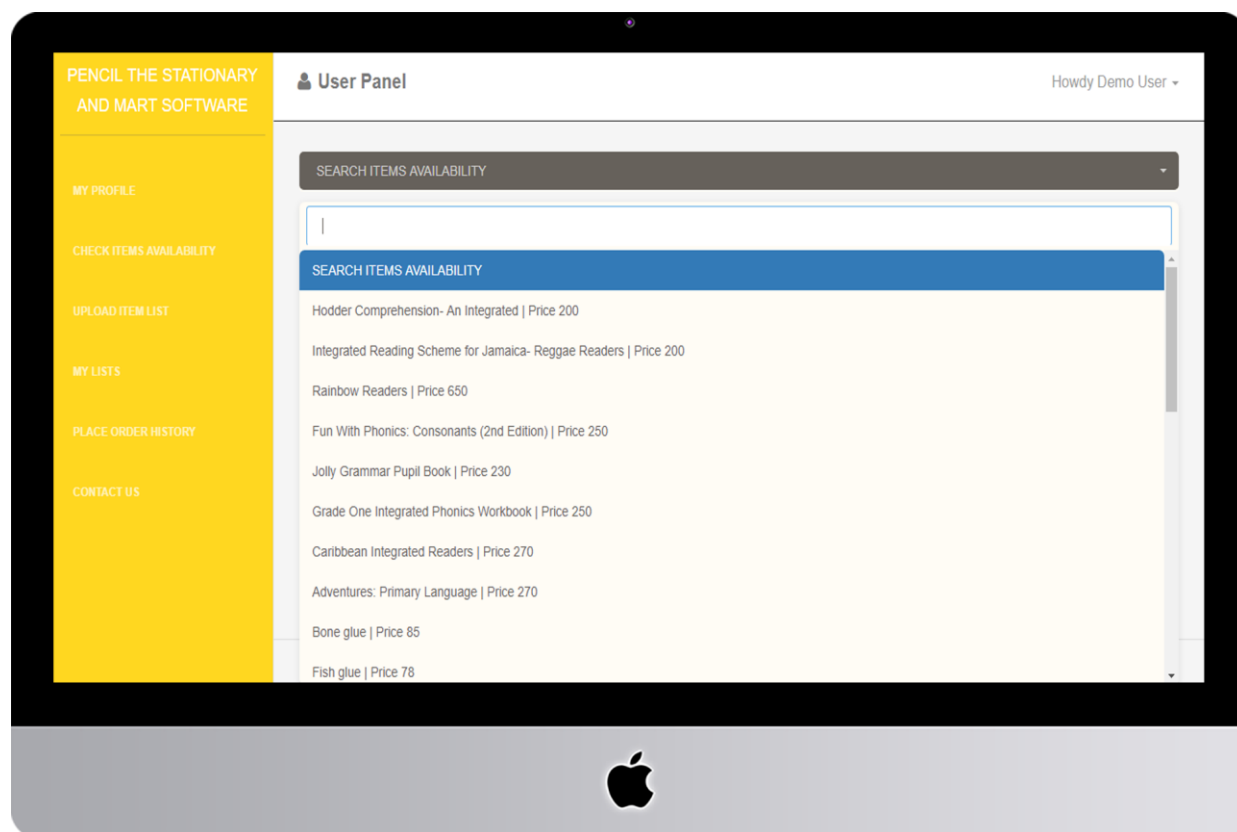 PENCIL THE STATIONARY
AND MART SOFTWARE
User Panel
Howdy Demo User
MY PROFILE
CHECK ITEMS AVAILABILITY
UPLOAD ITEM LIST
MY LISTS
PLACE ORDER HISTORY
CONTACT US
SEARCH ITEMS AVAILABILITY
SEARCH ITEMS AVAILABILITY
Hodder Comprehension- An Integrated | Price 200
Integrated Reading Scheme for Jamaica- Reggae Readers | Price 200
Rainbow Readers | Price 650
Fun With Phonics: Consonants (2nd Edition) | Price 250
Jolly Grammar Pupil Book | Price 230
Grade One Integrated Phonics Workbook | Price 250
Caribbean Integrated Readers | Price 270
Adventures: Primary Language | Price 270
Bone glue | Price 85
Fish glue | Price 78